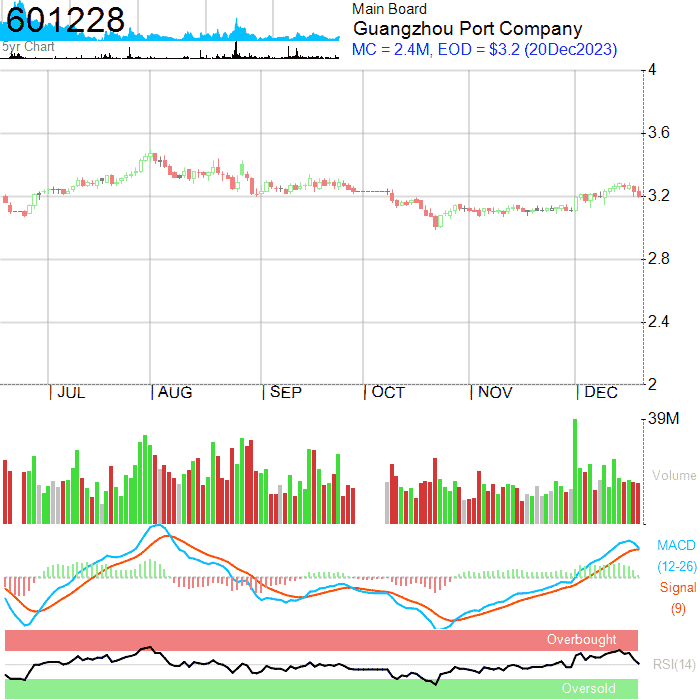 601228
5yr Chart
Main Board
Guangzhou Port Company
MC = 2.4M, EOD = $3.2 (20Dec2023)
4
3.6
3.2
2.8
2.4
2
JUL
AUG
SEP
OCT
NOV
DEC
39M
Volume
MACD
(12-26)
Signal
(9)
Overbought
RSI(14)
Oversold